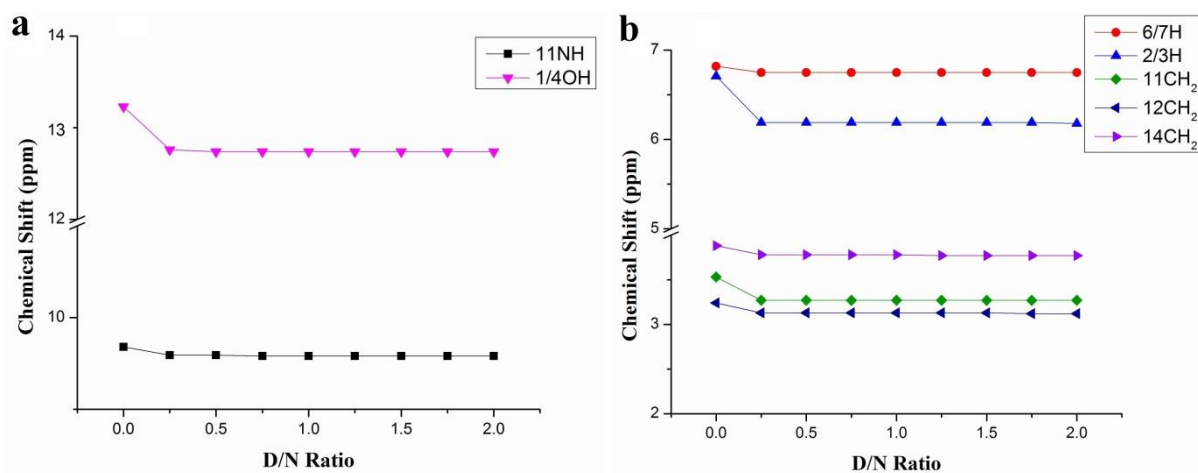 a
14
13
12
10
Chemical Shift (ppm)
0.0 0.5 1.0 1.5 2.0
D/N Ratio
11NH
1/4OH
b
7
6
5
3
2
Chemical Shift (ppm)
0.0 0.5 1.0 1.5 2.0
D/N Ratio
6/7H
2/3H
11CH₂
12CH₂
14CH₂